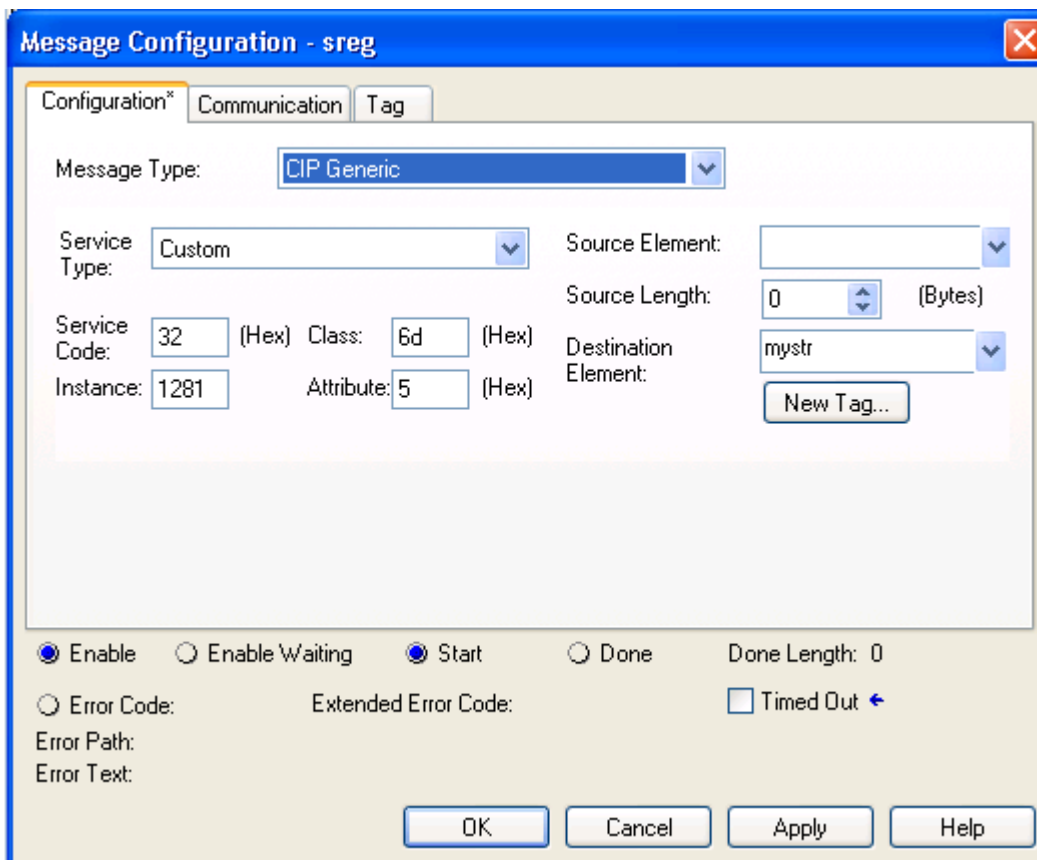 Message Configuration - sreg
Configuration* Communication Tag
Message Type: CIP Generic
Service Type: Custom
Source Element:
Source Length: 0 (Bytes)
Service Code: 32 (Hex) Class: 6d (Hex)
Destination Element: mystr
Instance: 1281 Attribute: 5 (Hex)
New Tag...
Enable Enable Waiting Start Done Done Length: 0
Error Code: Extended Error Code: Timed Out
Error Path:
Error Text:
OK Cancel Apply Help